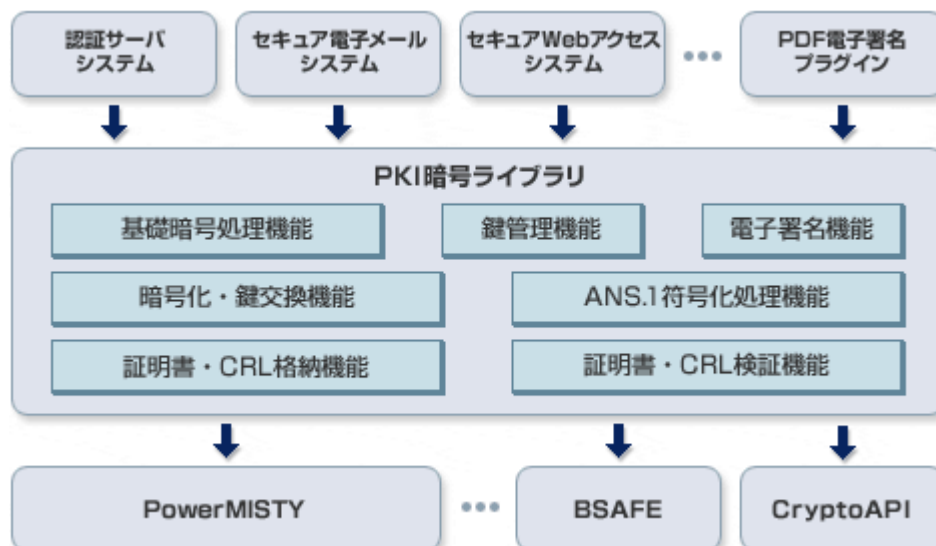 認証サーバ
システム
セキュア電子メール
システム
セキュアWebアクセス
システム
PDF電子署名
プラグイン
PKI暗号ライブラリ
基礎暗号処理機能
鍵管理機能
電子署名機能
暗号化・鍵交換機能
ANS.1符号化処理機能
証明書・CRL格納機能
証明書・CRL検証機能
PowerMISTY
BSAFE
CryptoAPI